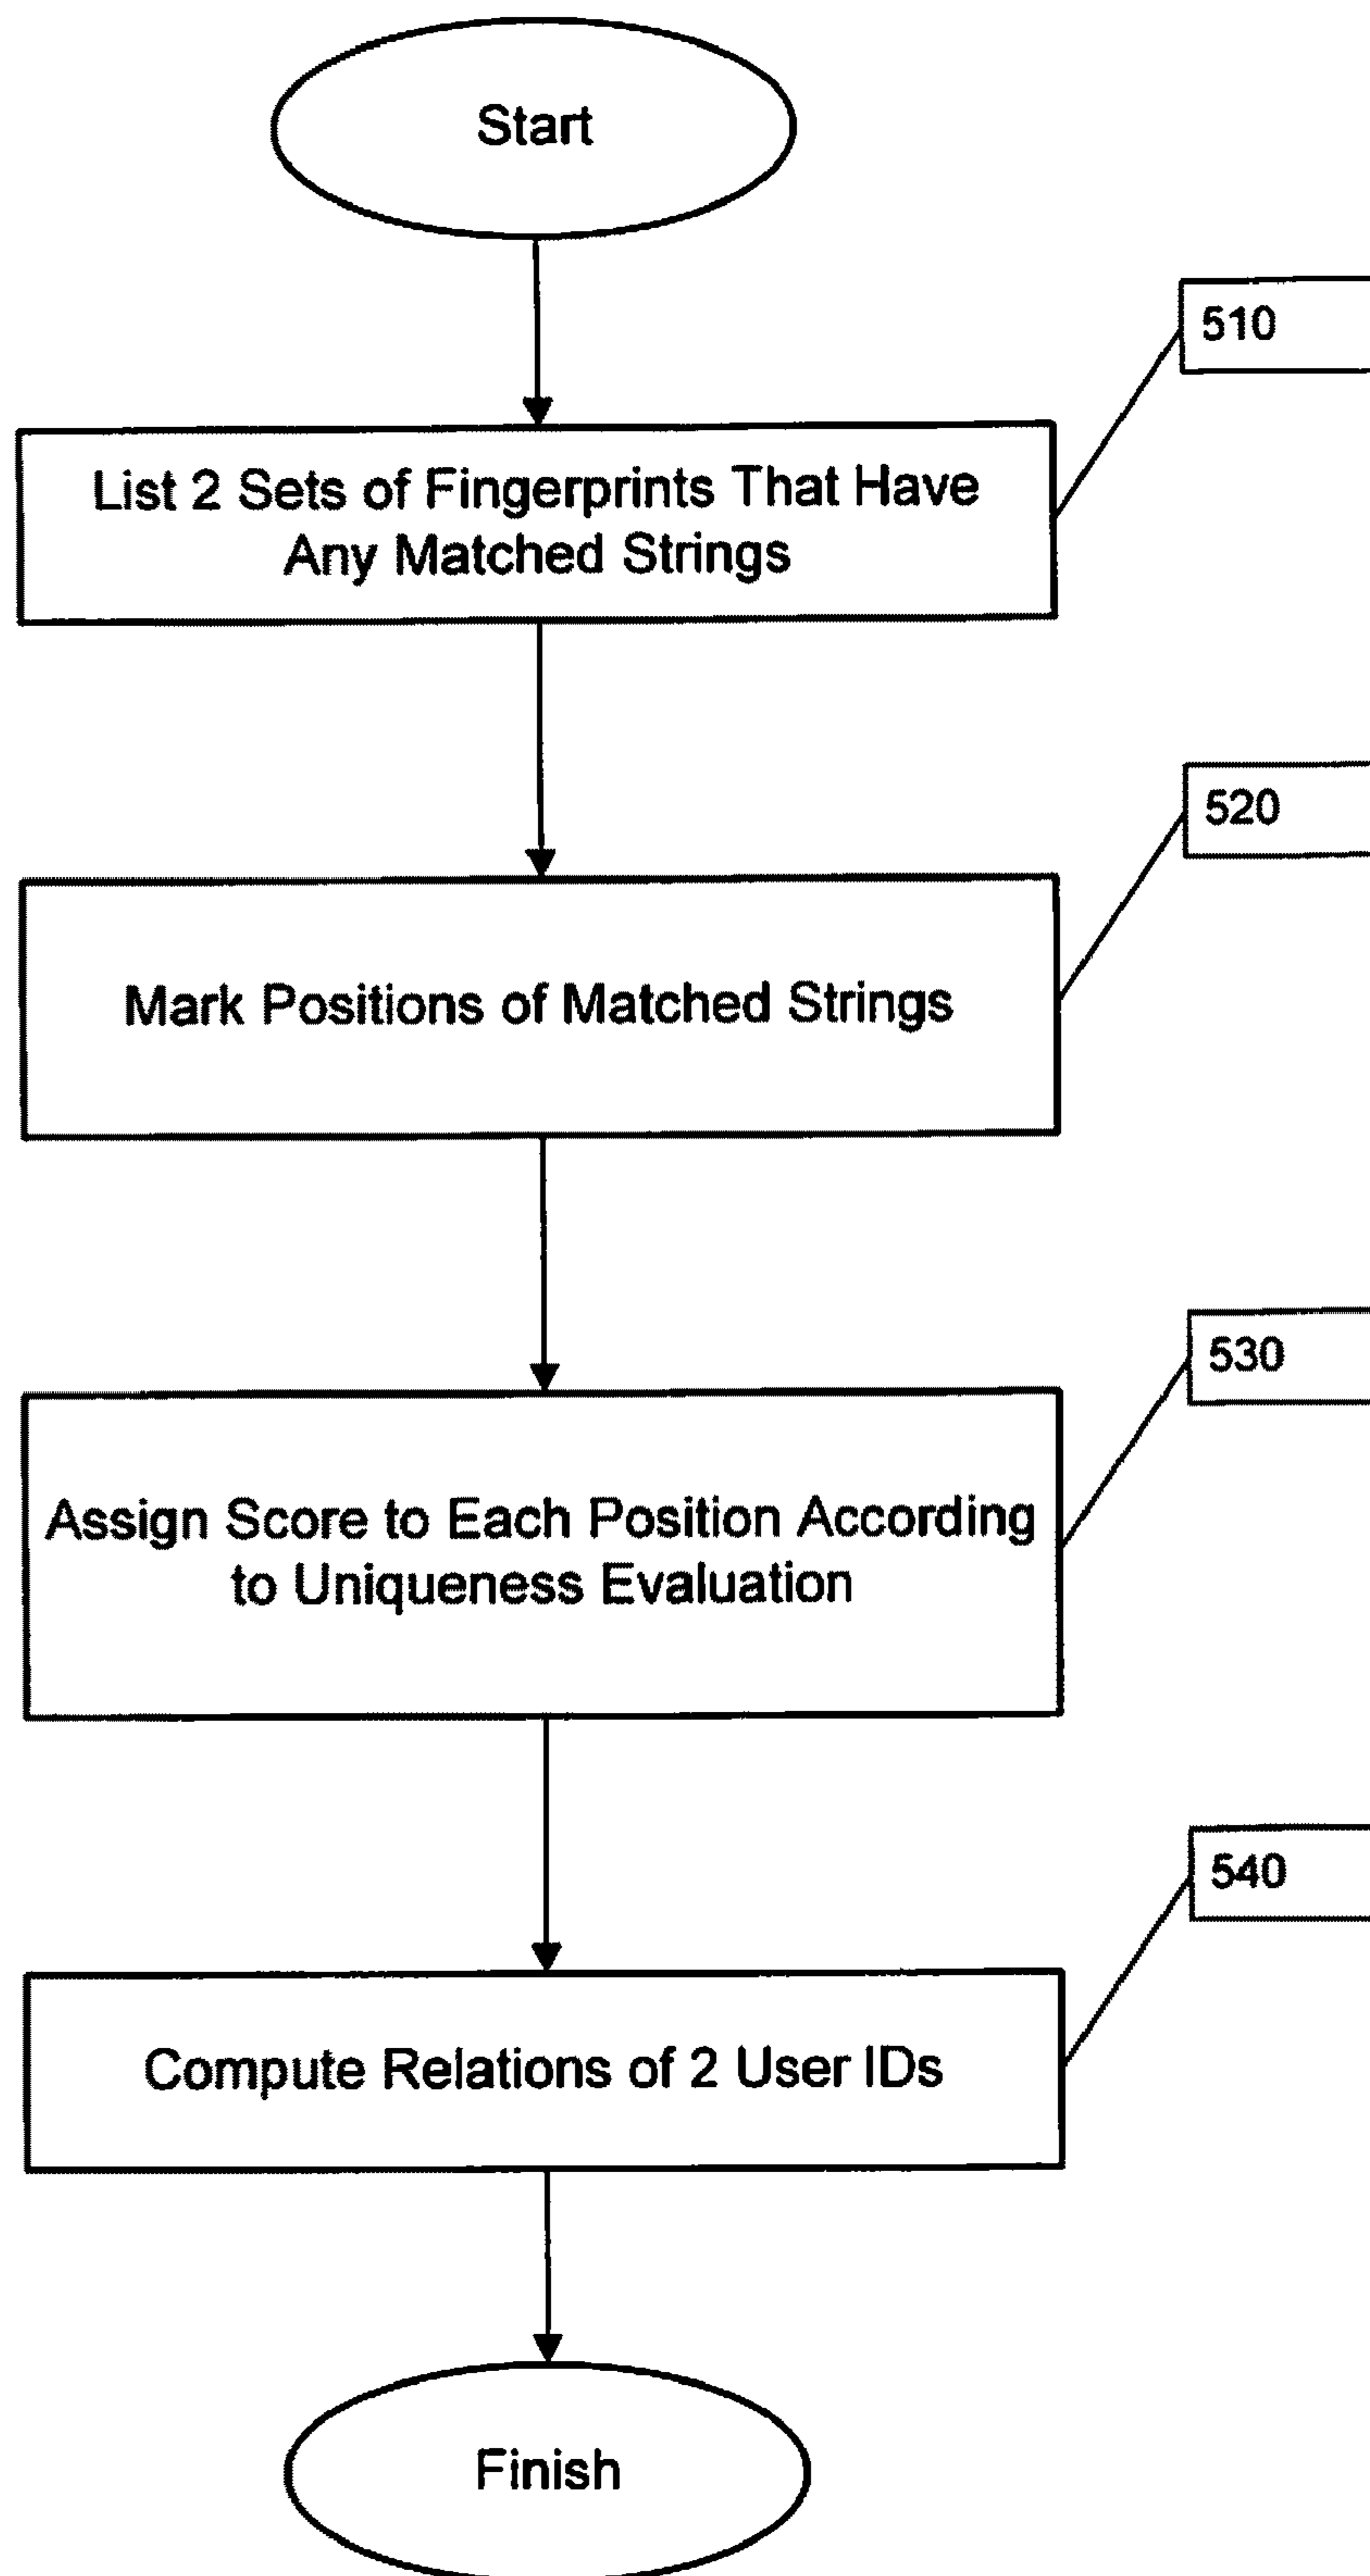 Start
510
List 2 Sets of Fingerprints That Have
Any Matched Strings
520
Mark Positions of Matched Strings
530
Assign Score to Each Position According
to Uniqueness Evaluation
540
Compute Relations of 2 User IDs
Finish